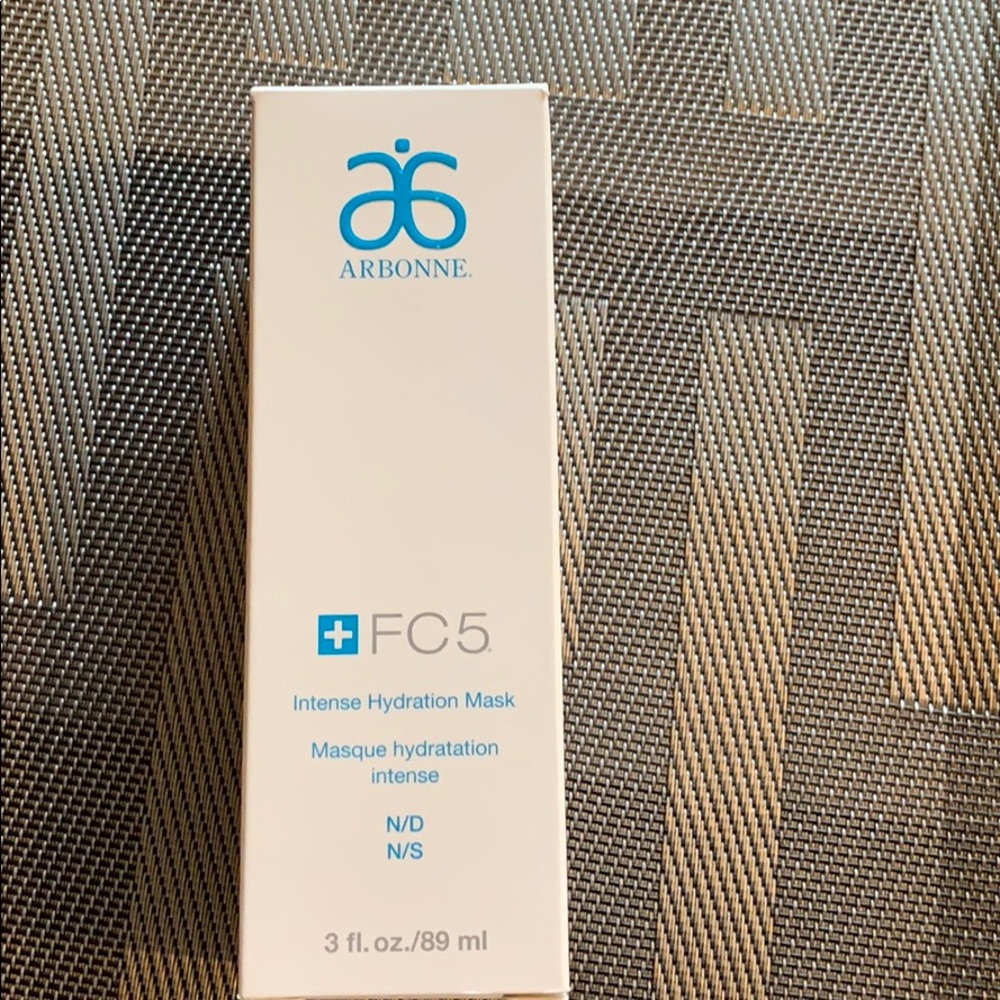 ARBONNE.
FC5.
Intense Hydration Mask
Masque hydratation
intense
N/D
N/S
3 fl. oz./89 ml